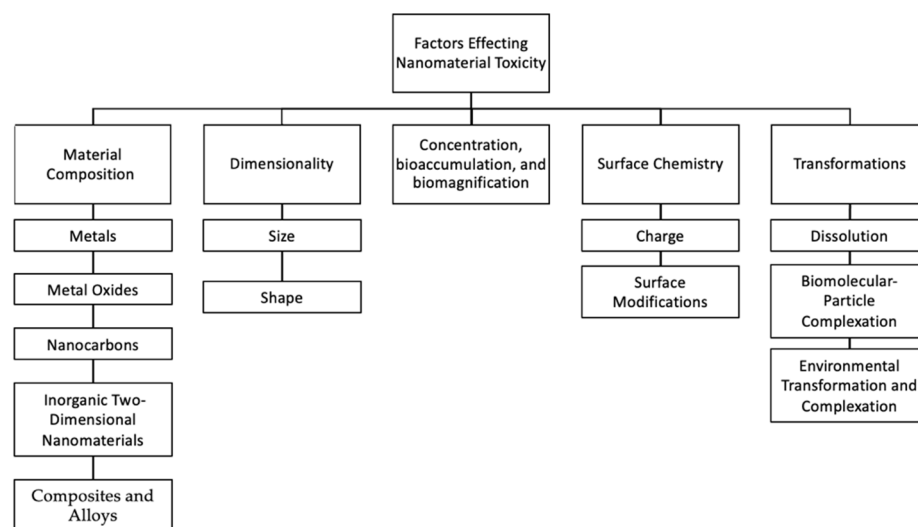 Factors Effecting
Nanomaterial Toxicity
Material
Composition
Dimensionality
Concentration,
bioaccumulation, and
biomagnification
Surface Chemistry
Transformations
Metals
Size
Charge
Dissolution
Metal Oxides
Shape
Surface
Modifications
Biomolecular-
Particle
Complexation
Nanocarbons
Environmental
Transformation and
Complexation
Inorganic Two-
Dimensional
Nanomaterials
Composites and
Alloys